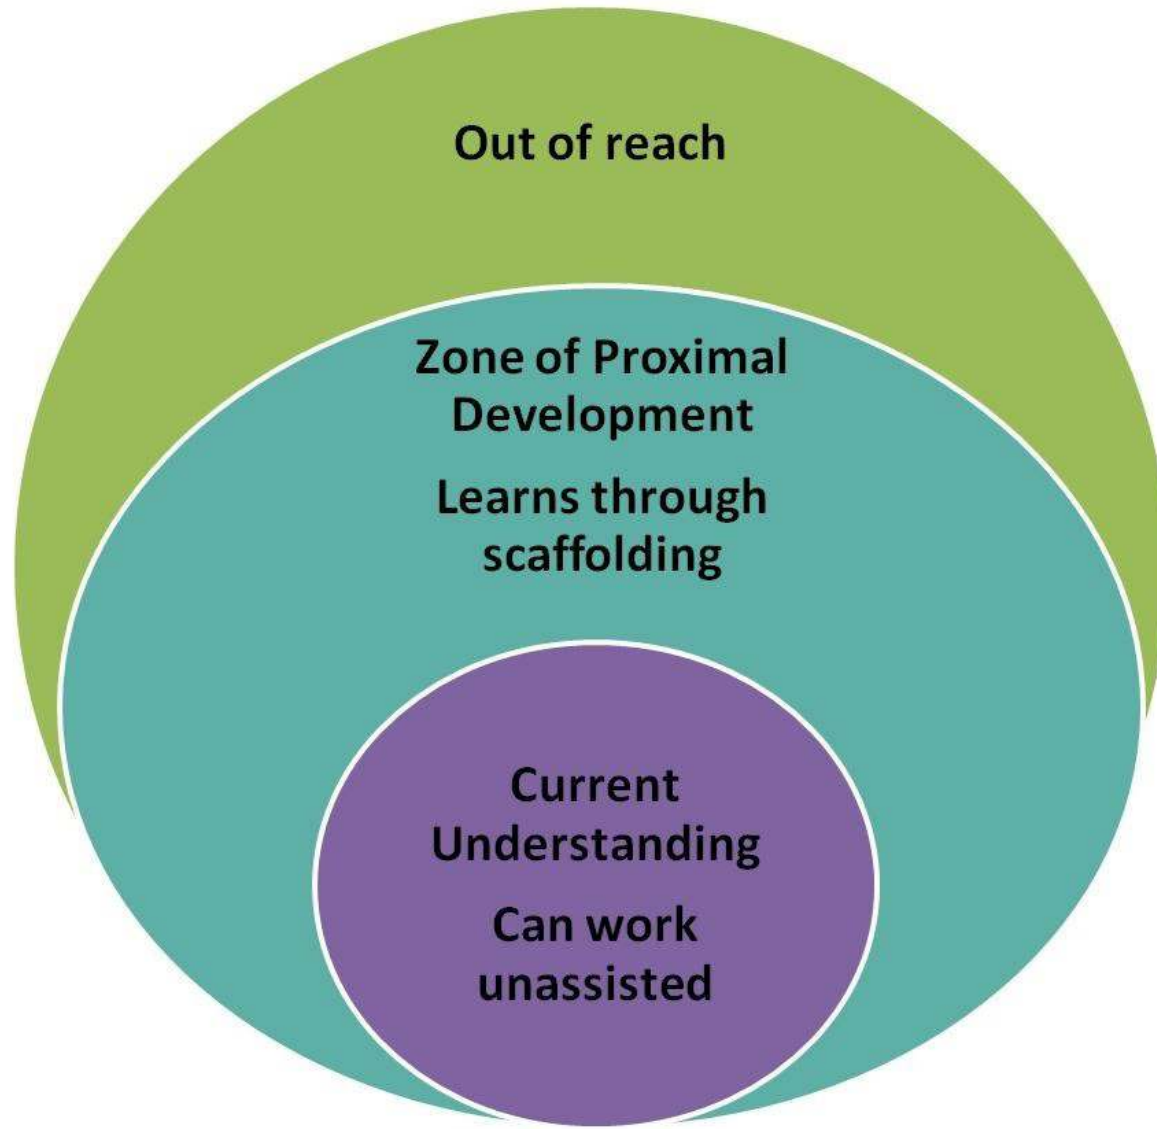 Out of reach
Zone of Proximal
Development
Learns through
scaffolding
Current
Understanding
Can work
unassisted